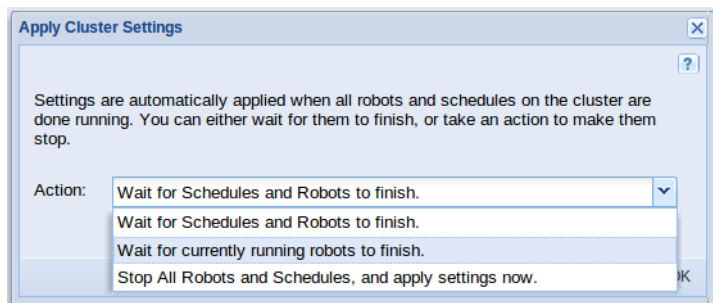 Apply Cluster Settings
?
Settings are automatically applied when all robots and schedules on the cluster are
done running. You can either wait for them to finish, or take an action to make them
stop.
Action: Wait for Schedules and Robots to finish.
Wait for Schedules and Robots to finish.
Wait for currently running robots to finish.
Stop All Robots and Schedules, and apply settings now.